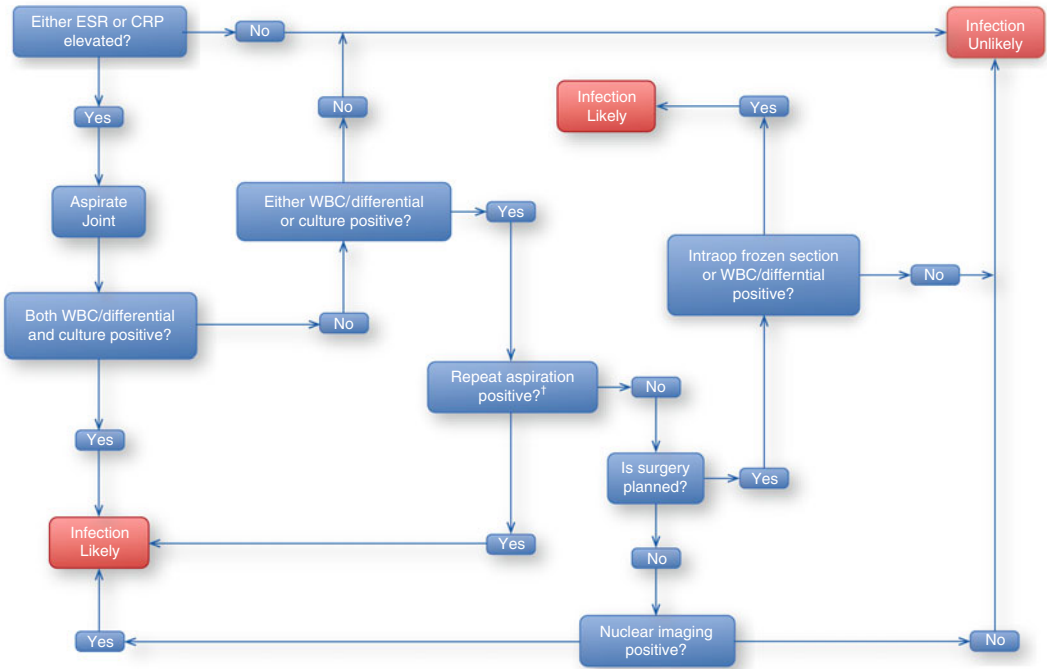 Either ESR or CRP
elevated?
No
Infection
Unlikely
Yes
Infection
Likely
Yes
No
Aspirate
Joint
Either WBC/differential
or culture positive?
Yes
Intraop frozen section
or WBC/differntial
positive?
No
Both WBC/differential
and culture positive?
No
Repeat aspiration
positive?†
No
Yes
Is surgery
planned?
Yes
Infection
Likely
Yes
No
Nuclear imaging
positive?
Yes
No